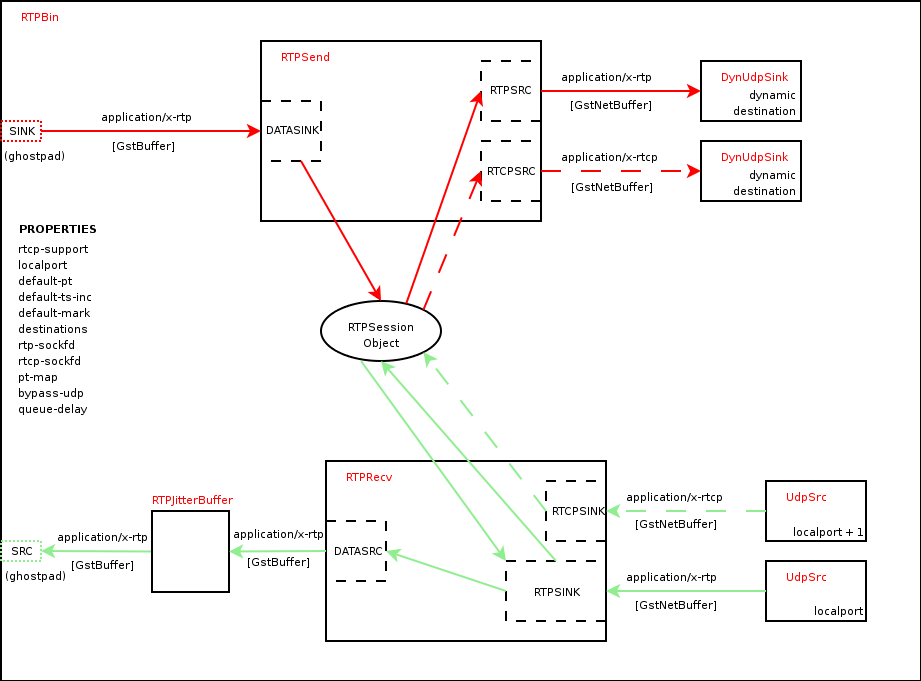 RTPBin
RTPSend
SINK
(ghostpad)
application/x-rtp
[GstBuffer]
DATASINK
RTPSRC
application/x-rtp
[GstNetBuffer]
DynUdpSink
dynamic
destination
RTCPSRC
application/x-rtcp
[GstNetBuffer]
DynUdpSink
dynamic
destination
PROPERTIES
rtcp-support
localport
default-pt
default-ts-inc
default-mark
destinations
rtp-sockfd
rtcp-sockfd
pt-map
bypass-udp
queue-delay
RTPSession
Object
RTPRecv
RTCPSINK
application/x-rtcp
[GstNetBuffer]
UdpSrc
localport + 1
RTPJitterBuffer
SRC
(ghostpad)
application/x-rtp
[GstBuffer]
application/x-rtp
[GstBuffer]
DATASRC
RTPSINK
application/x-rtp
[GstNetBuffer]
UdpSrc
localport